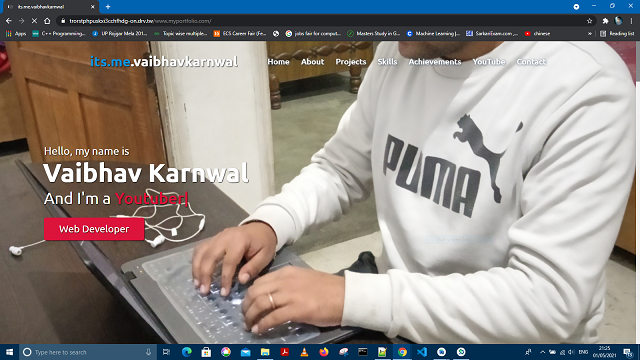 its.me.vaibhavkarnwal
tronstphpuskx3czhfhdg-on.drv.tw/www.myportfolio.com/
Apps
C++ Programming...
UP Rojgar Mela 201...
Topic wise multiple...
ECS Career Fair (Fe...
jobs fair for comput...
Masters Study in G...
Machine Learning |...
SarkariExam.com :...
chinese
»
Reading list
its.me.vaibhavkarnwal
Home About Projects Skills Achievements YouTube Contact
Hello, my name is
Vaibhav Karnwal
And I'm a Youtuber|
Web Developer
PUMA
Type here to search
ENG
21:25
01/05/2021